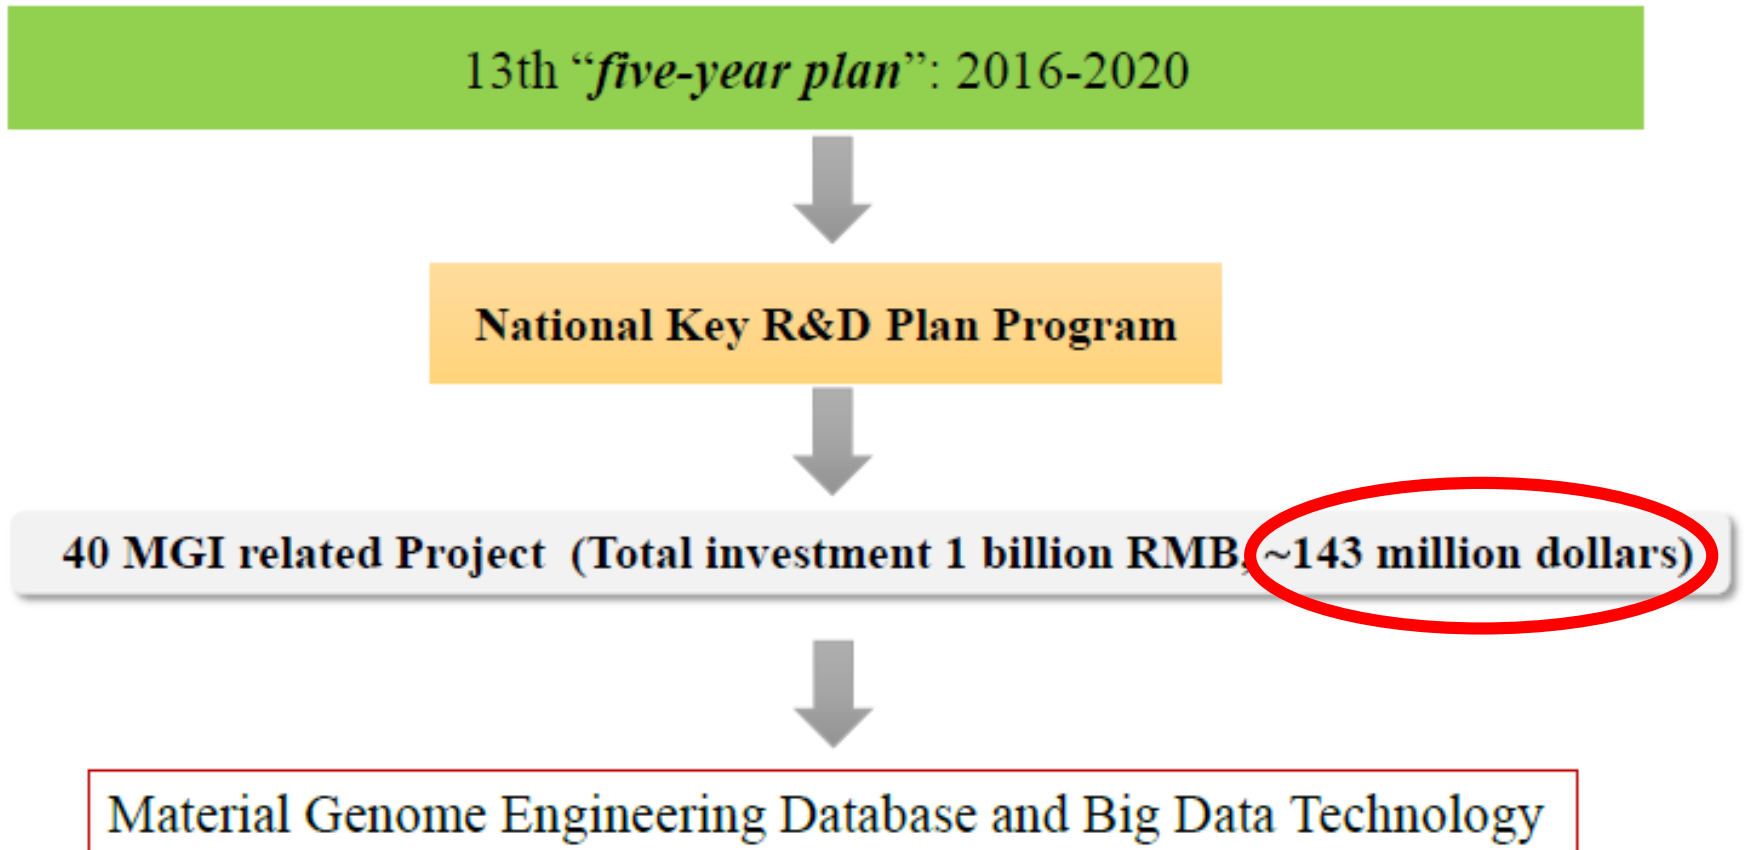 13th “five-year plan”: 2016-2020
National Key R&D Plan Program
40 MGI related Project (Total investment 1 billion RMB, ~143 million dollars)
Material Genome Engineering Database and Big Data Technology